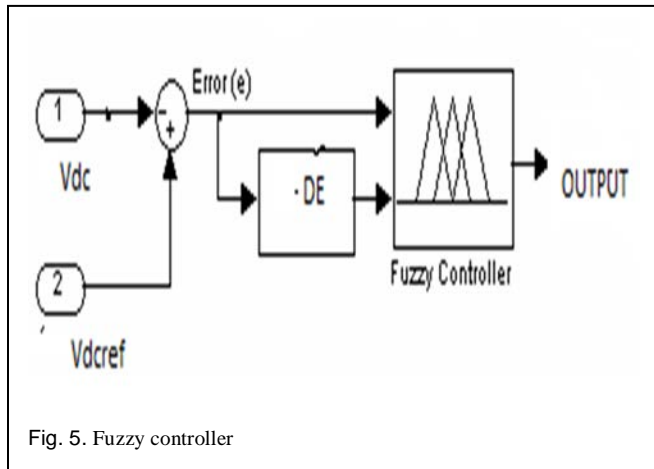 Error (e)
1
-
+
Vdc
· DE
OUTPUT
Fuzzy Controller
2
Vdcref
Fig. 5. Fuzzy controller